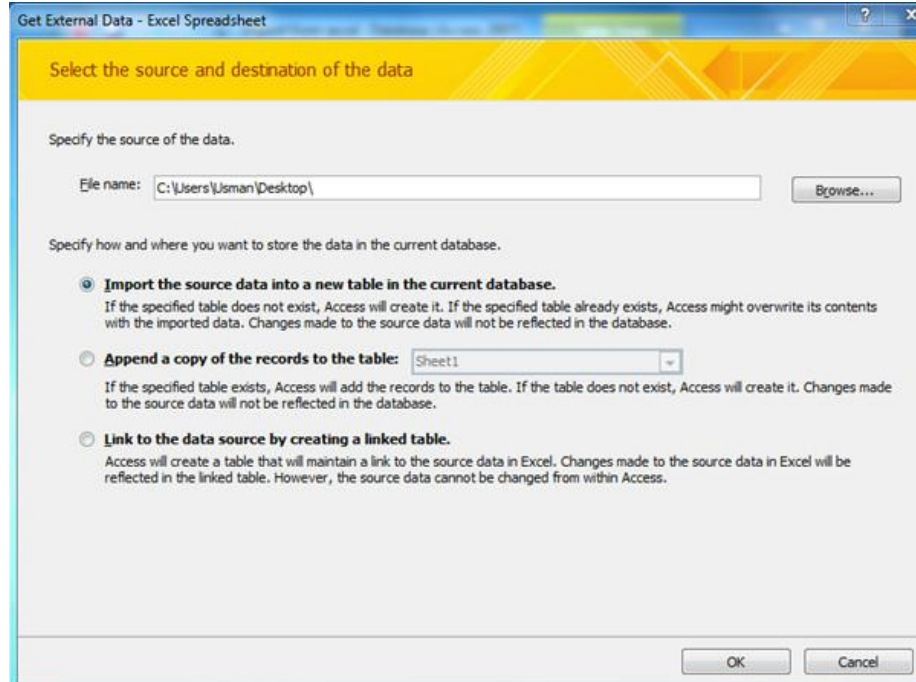 Get External Data - Excel Spreadsheet
Select the source and destination of the data
Specify the source of the data.
File name: C:\Users\Usman\Desktop\ Browse...
Specify how and where you want to store the data in the current database.
Import the source data into a new table in the current database.
If the specified table does not exist, Access will create it. If the specified table already exists, Access might overwrite its contents
with the imported data. Changes made to the source data will not be reflected in the database.
Append a copy of the records to the table: Sheet1
If the specified table exists, Access will add the records to the table. If the table does not exist, Access will create it. Changes made
to the source data will not be reflected in the database.
Link to the data source by creating a linked table.
Access will create a table that will maintain a link to the source data in Excel. Changes made to the source data in Excel will be
reflected in the linked table. However, the source data cannot be changed from within Access.
OK Cancel